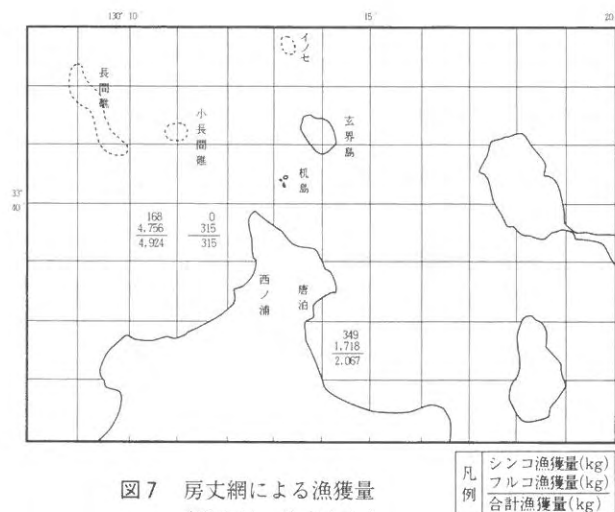 130° 10′
15′
20
イノセ
長間礁
小長間礁
玄界島
机島
33°
40
168
4.756
4.924
0
315
315
西ノ浦
唐泊
349
1.718
2.067
図7 房丈網による漁獲量
凡例
シンコ漁獲量(kg)
フルコ漁獲量(kg)
合計漁獲量(kg)